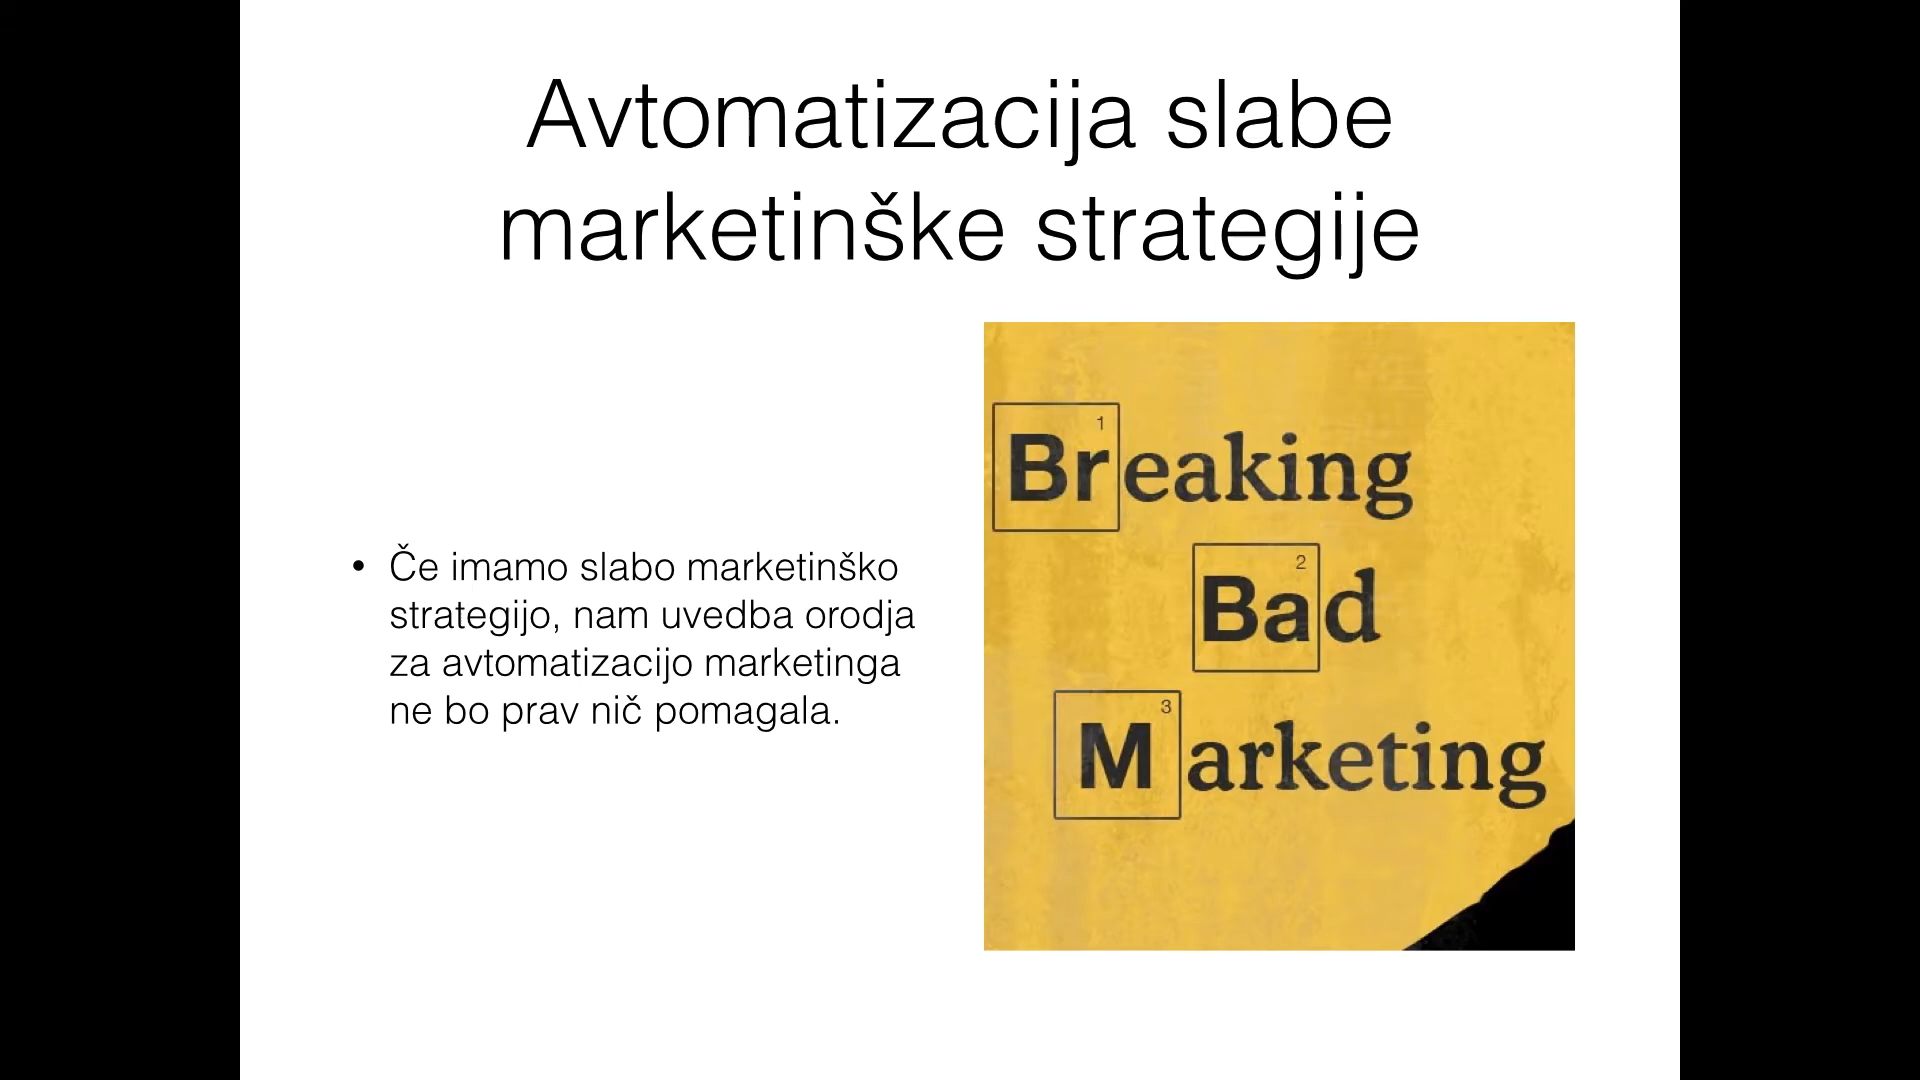 Avtomatizacija slabe
marketinške strategije
• Če imamo slabo marketinško
strategijo, nam uvedba orodja
za avtomatizacijo marketinga
ne bo prav nič pomagala.
1
Breaking
2
Bad
3
Marketing